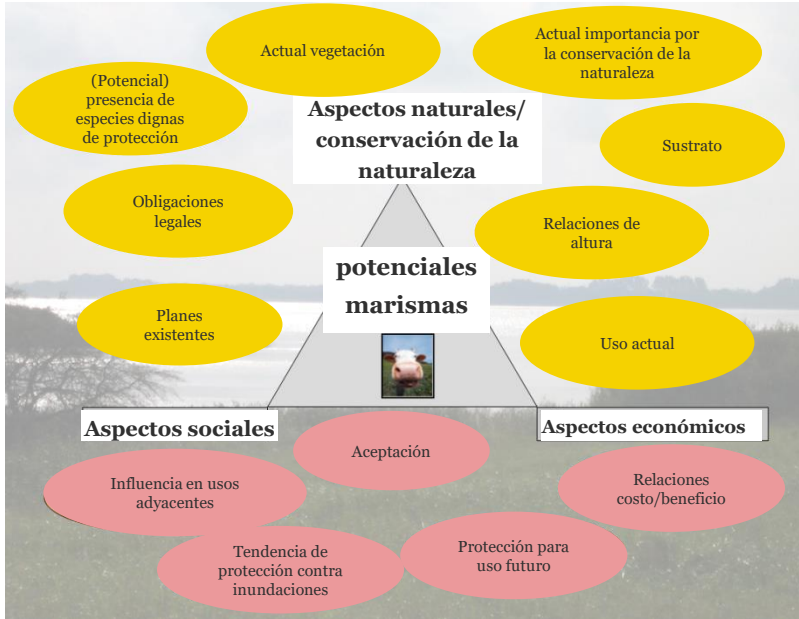 Actual vegetación
Actual importancia por
la conservación de la
naturaleza
(Potencial)
presencia de
especies dignas
de protección
Aspectos naturales/
conservación de la
naturaleza
Sustrato
Obligaciones
legales
Relaciones de
altura
potenciales
marismas
Planes
existentes
Uso actual
Aspectos sociales
Aspectos económicos
Aceptación
Influencia en usos
adyacentes
Relaciones
costo/beneficio
Tendencia de
protección contra
inundaciones
Protección para
uso futuro